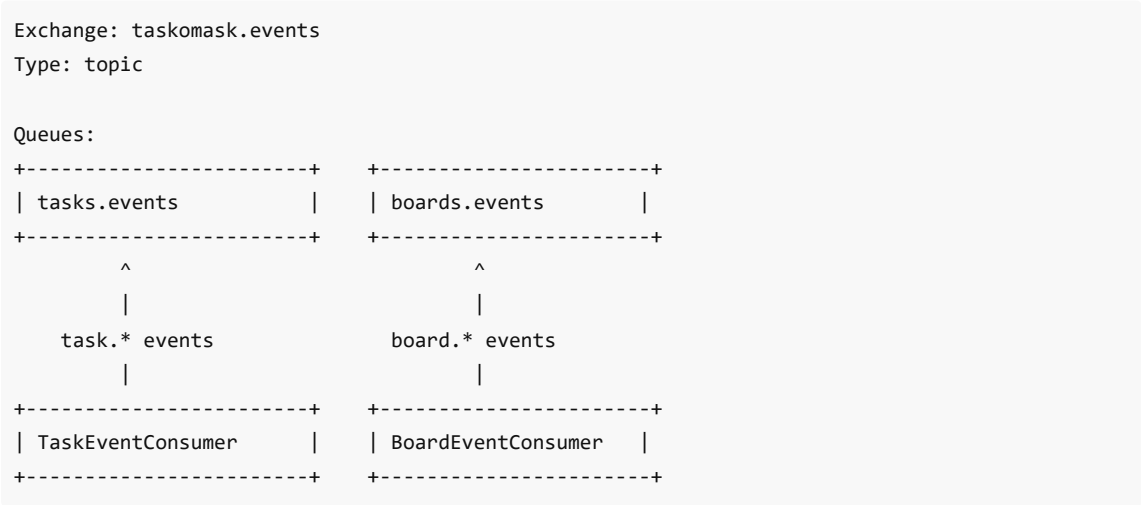 Exchange: taskomask.events
Type: topic

Queues:
+------------------------+    +-----------------------+
| tasks.events           |    | boards.events        |
+------------------------+    +-----------------------+
         ^                             ^
         |                             |
    task.* events               board.* events
         |                             |
+------------------------+    +-----------------------+
| TaskEventConsumer      |    | BoardEventConsumer   |
+------------------------+    +-----------------------+